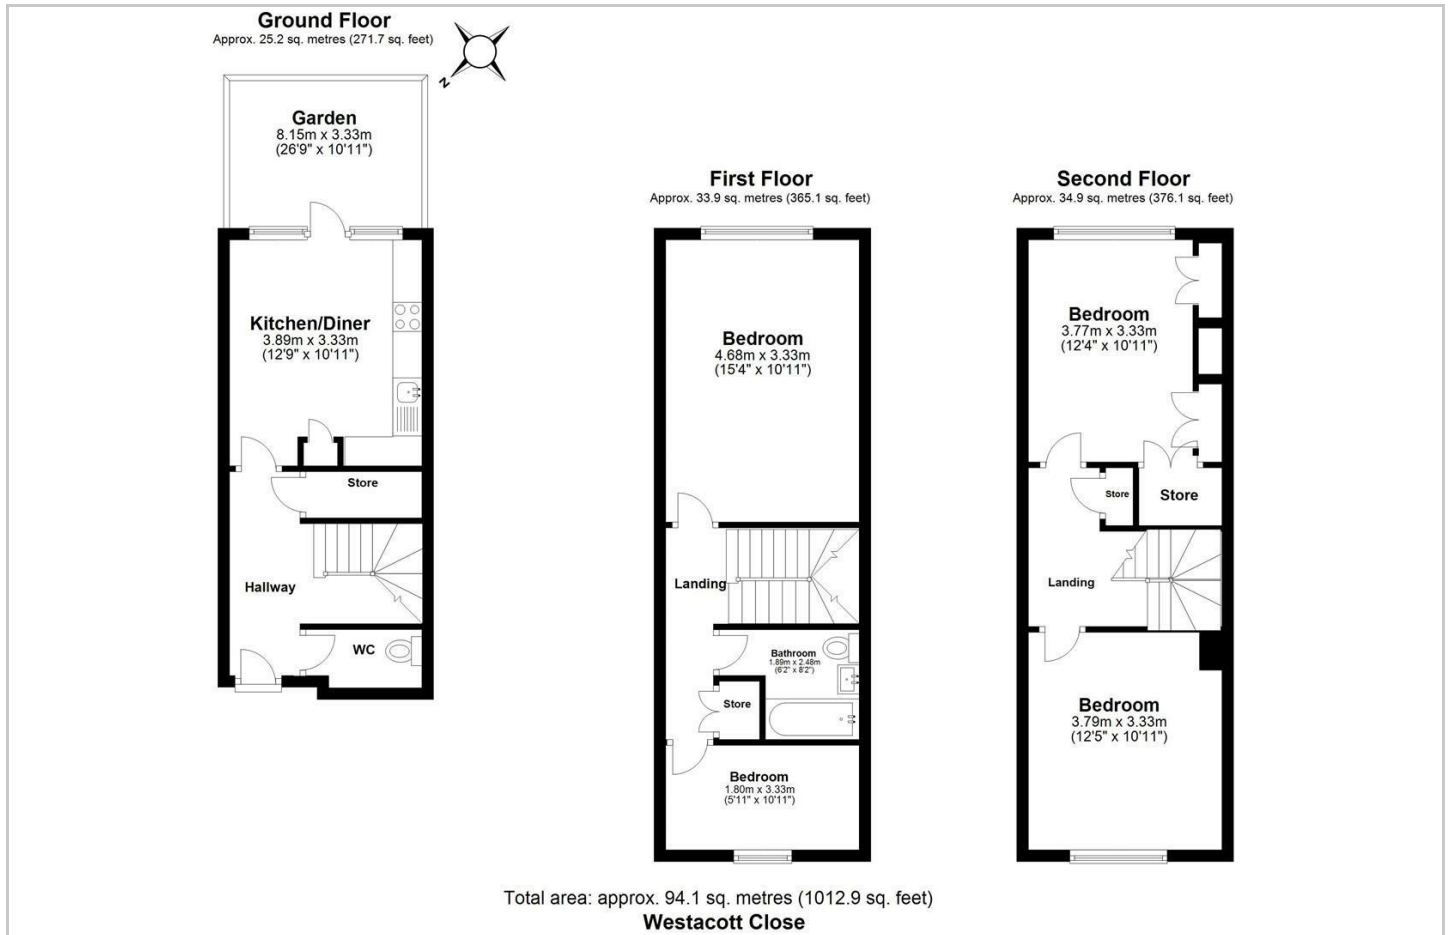 Ground Floor
Approx. 25.2 sq. metres (271.7 sq. feet)
N
Garden
8.15m x 3.33m
(26'9" x 10'11")
Kitchen/Diner
3.89m x 3.33m
(12'9" x 10'11")
Store
Hallway
WC
First Floor
Approx. 33.9 sq. metres (365.1 sq. feet)
Bedroom
4.68m x 3.33m
(15'4" x 10'11")
Landing
Bathroom
1.89m x 2.48m
(6'2" x 8'2")
Store
Bedroom
1.80m x 3.33m
(5'11" x 10'11")
Second Floor
Approx. 34.9 sq. metres (376.1 sq. feet)
Bedroom
3.77m x 3.33m
(12'4" x 10'11")
Store
Store
Landing
Bedroom
3.79m x 3.33m
(12'5" x 10'11")
Total area: approx. 94.1 sq. metres (1012.9 sq. feet)
Westacott Close